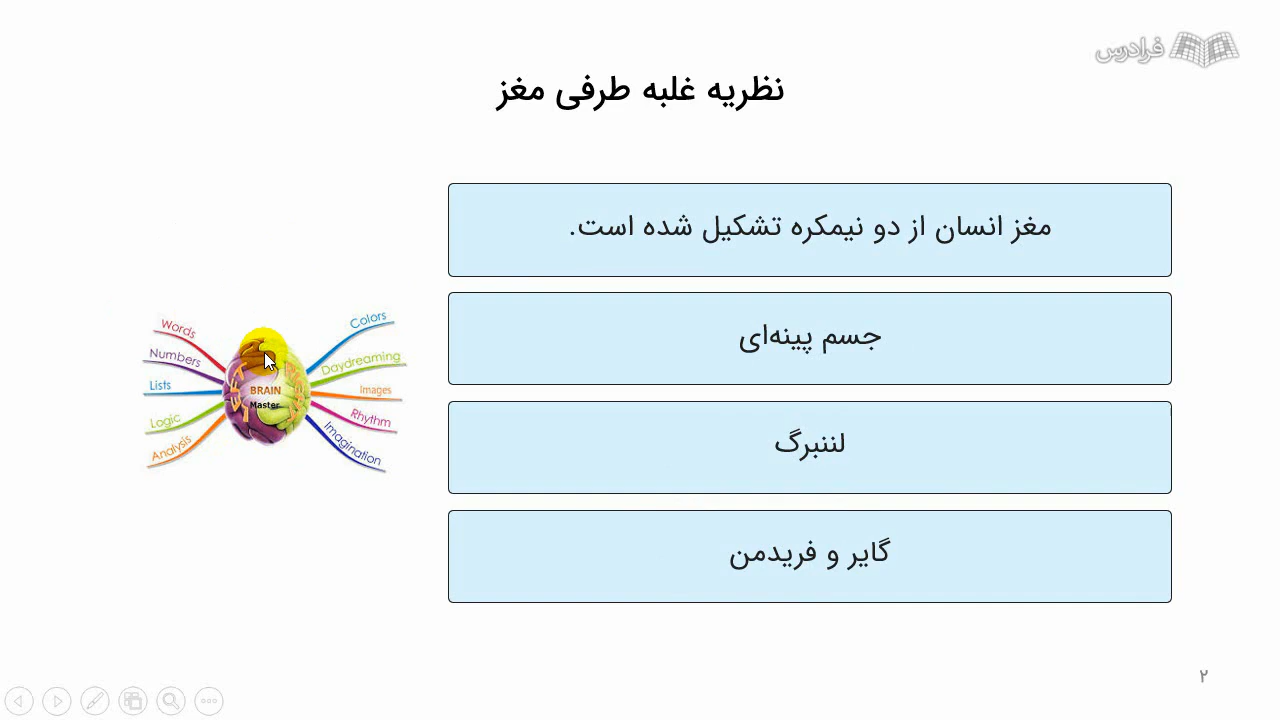 فرادرس
نظریه غلبه طرفی مغز
مغز انسان از دو نیمکره تشکیل شده است.
جسم پینه‌ای
لننبرگ
گایر و فریدمن
Words
Numbers
Lists
Logic
Analysis
LEFT
BRAIN
Master
Colors
Daydreaming
Images
Rhythm
Imagination
۲